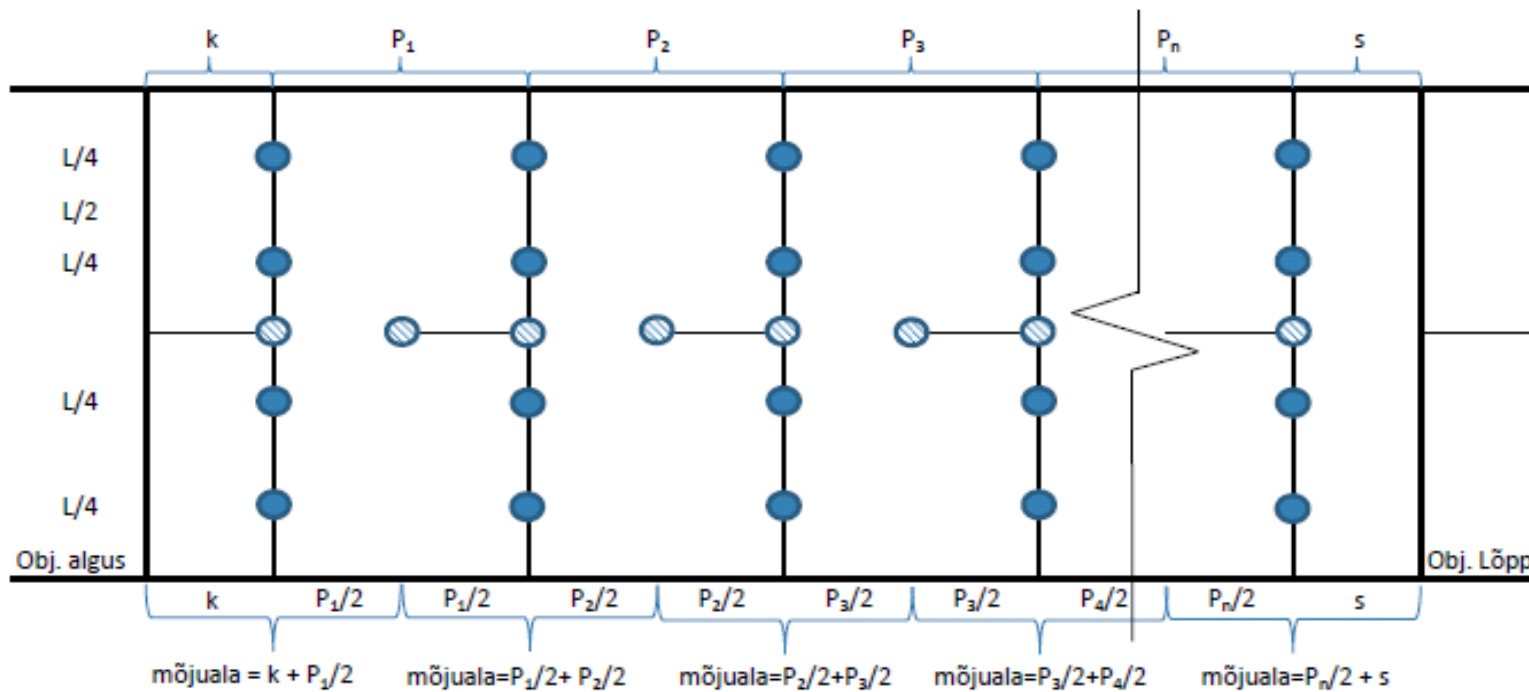 k P₁ P₂ P₃ Pₙ s
L/4
L/2
L/4
L/4
L/4
Obj. algus Obj. Lõpp
k P₁/2 P₁/2 P₂/2 P₂/2 P₃/2 P₃/2 P₄/2 Pₙ/2 s
mõjuala = k + P₁/2 mõjuala=P₁/2+ P₂/2 mõjuala=P₂/2+P₃/2 mõjuala=P₃/2+P₄/2 mõjuala=Pₙ/2 + s